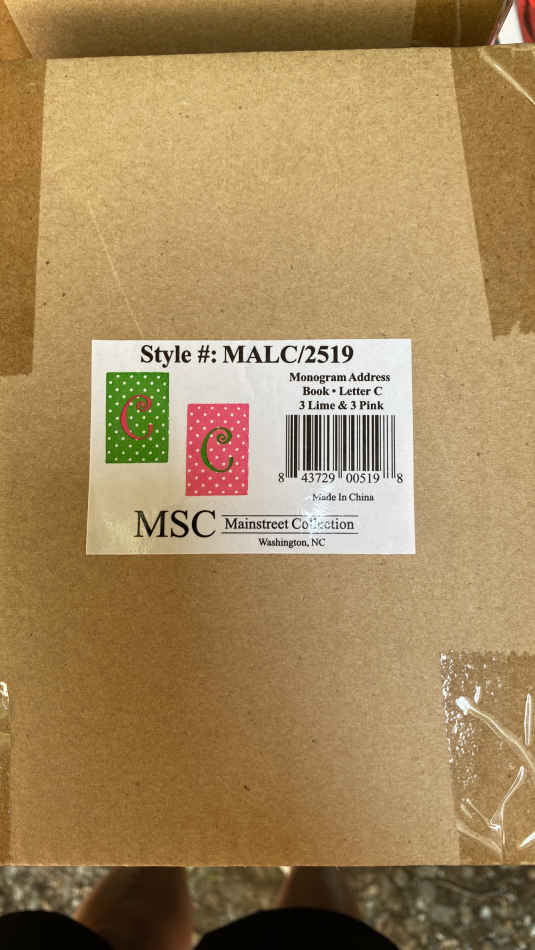 Style #: MALC/2519
C
C
Monogram Address
Book • Letter C
3 Lime & 3 Pink
8 43729 00519 8
Made In China
MSC Mainstreet Collection
Washington, NC